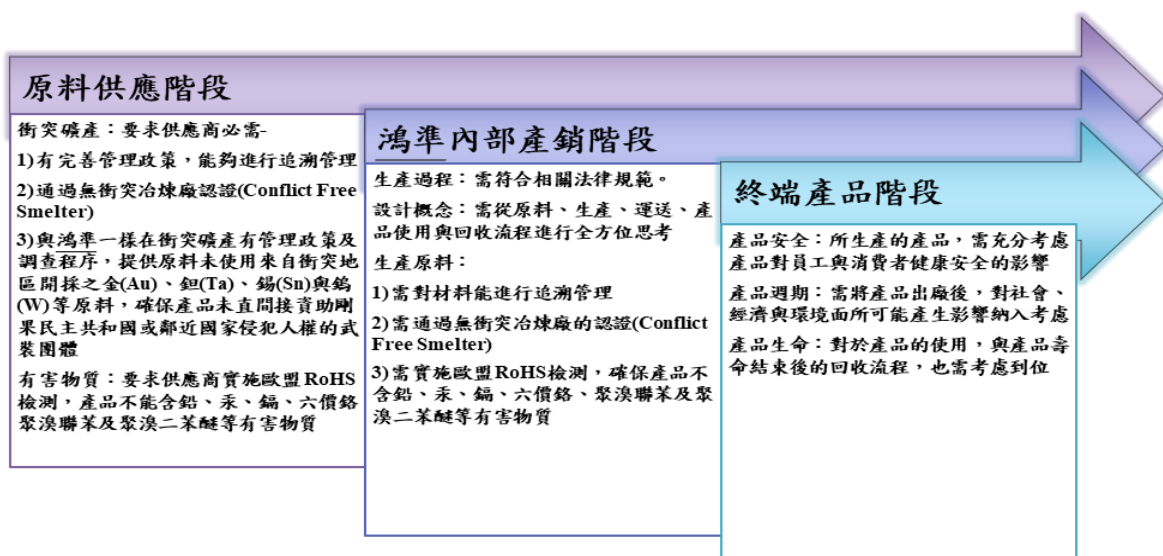 原料供應階段
衝突礦產：要求供應商必需-
1)有完善管理政策，能夠進行追溯管理
2)通過無衝突冶煉廠認證(Conflict Free
Smelter)
3)與鴻準一樣在衝突礦產有管理政策及
調查程序，提供原料未使用來自衝突地
區開採之金(Au)、鉭(Ta)、錫(Sn)與鎢
(W)等原料，確保產品未直間接資助剛
果民主共和國或鄰近國家侵犯人權的武
裝團體
有害物質：要求供應商實施歐盟RoHS
檢測，產品不能含鉛、汞、鎘、六價鉻
聚溴聯苯及聚溴二苯醚等有害物質
鴻準內部產銷階段
生產過程：需符合相關法律規範。
設計概念：需從原料、生產、運送、產
品使用與回收流程進行全方位思考
生產原料：
1)需對材料能進行追溯管理
2)需通過無衝突冶煉廠的認證(Conflict
Free Smelter)
3)需實施歐盟RoHS檢測，確保產品不
含鉛、汞、鎘、六價鉻、聚溴聯苯及聚
溴二苯醚等有害物質
終端產品階段
產品安全：所生產的產品，需充分考慮
產品對員工與消費者健康安全的影響
產品週期：需將產品出廠後，對社會、
經濟與環境面所可能產生影響納入考慮
產品生命：對於產品的使用，與產品壽
命結束後的回收流程，也需考慮到位